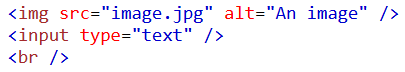 <img src="image.jpg" alt="An image" />
<input type="text" />
<br />